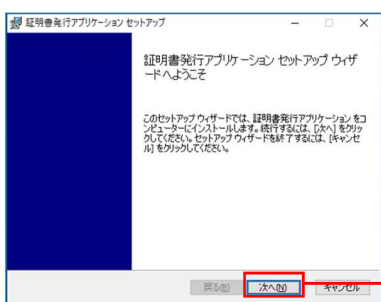 証明書発行アプリケーション セットアップ
証明書発行アプリケーション セットアップ ウィザ
ードへようこそ
このセットアップ ウィザードでは、証明書発行アプリケーション をコ
ンピューターにインストールします。続行するには、[次へ] をクリッ
クしてください。セットアップ ウィザードを終了するには、[キャンセ
ル] をクリックしてください。
戻る(B) 次へ(N) キャンセル